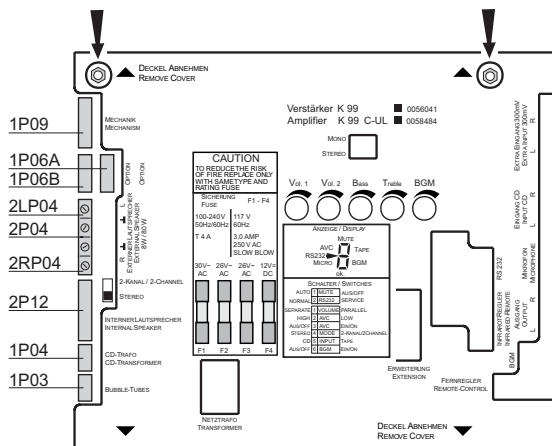 DECKEL ABNEHMEN
REMOVE COVER
1P09
MECHANIK
MECHANISM
1P06A
1P06B
OPTION
OPTION
2LP04
2P04
2RP04
L
R
EXTERNER LAUTSPRECHER
EXTERNAL SPEAKER
8W/80W
2-KANAL / 2-CHANNEL
STEREO
2P12
INTERNER LAUTSPRECHER
INTERNAL SPEAKER
1P04
CD-TRAFO
CD-TRANSFORMER
1P03
BUBBLE-TUBES
Verstärker K 99 0056041
Amplifier K 99 C-UL 0058484
MONO
STEREO
CAUTION
TO REDUCE THE RISK
OF FIRE REPLACE ONLY
WITH SAME TYPE AND
RATING FUSE
SICHERUNG
FUSE
F1 - F4
100-240V
50Hz/60Hz
T 4 A
117 V
60Hz
3,0 AMP
250 V AC
SLOW BLOW
30V~ 26V~ 26V~ 12V=
AC AC AC DC
F1 F2 F3 F4
NETZTRAFO
TRANSFORMER
VOL. 1 VOL. 2 BASS TREBLE BGM
ANZEIGE / DISPLAY
MUTE
AVC TAPE
RS232
MICRO BGM
OK.
SCHALTER / SWITCHES
AUTO 1 MUTE AUS/OFF
NORMAL 2 RS232 SERVICE
SEPARATE 1 VOLUME PARALLEL
HIGH 2 AVC LOW
AUS/OFF 3 AVC EIN/ON
STEREO 4 MODE 2-KANAL/2CHANNEL
CD 5 INPUT TAPE
AUS/OFF 6 BGM EIN/ON
ERWEITERUNG
EXTENSION
EXTRA EINGANG 300mV
EXTRA INPUT 300mV
L R
EINGANG CD
INPUT CD
L R
RS 232
MIKROFON
MICROPHONE
INFRAROT REGLER
INFRARED REMOTE
AUSGANG
OUTPUT
L R
BGM
FERNREGLER
REMOTE-CONTROL
DECKEL ABNEHMEN
REMOVE COVER